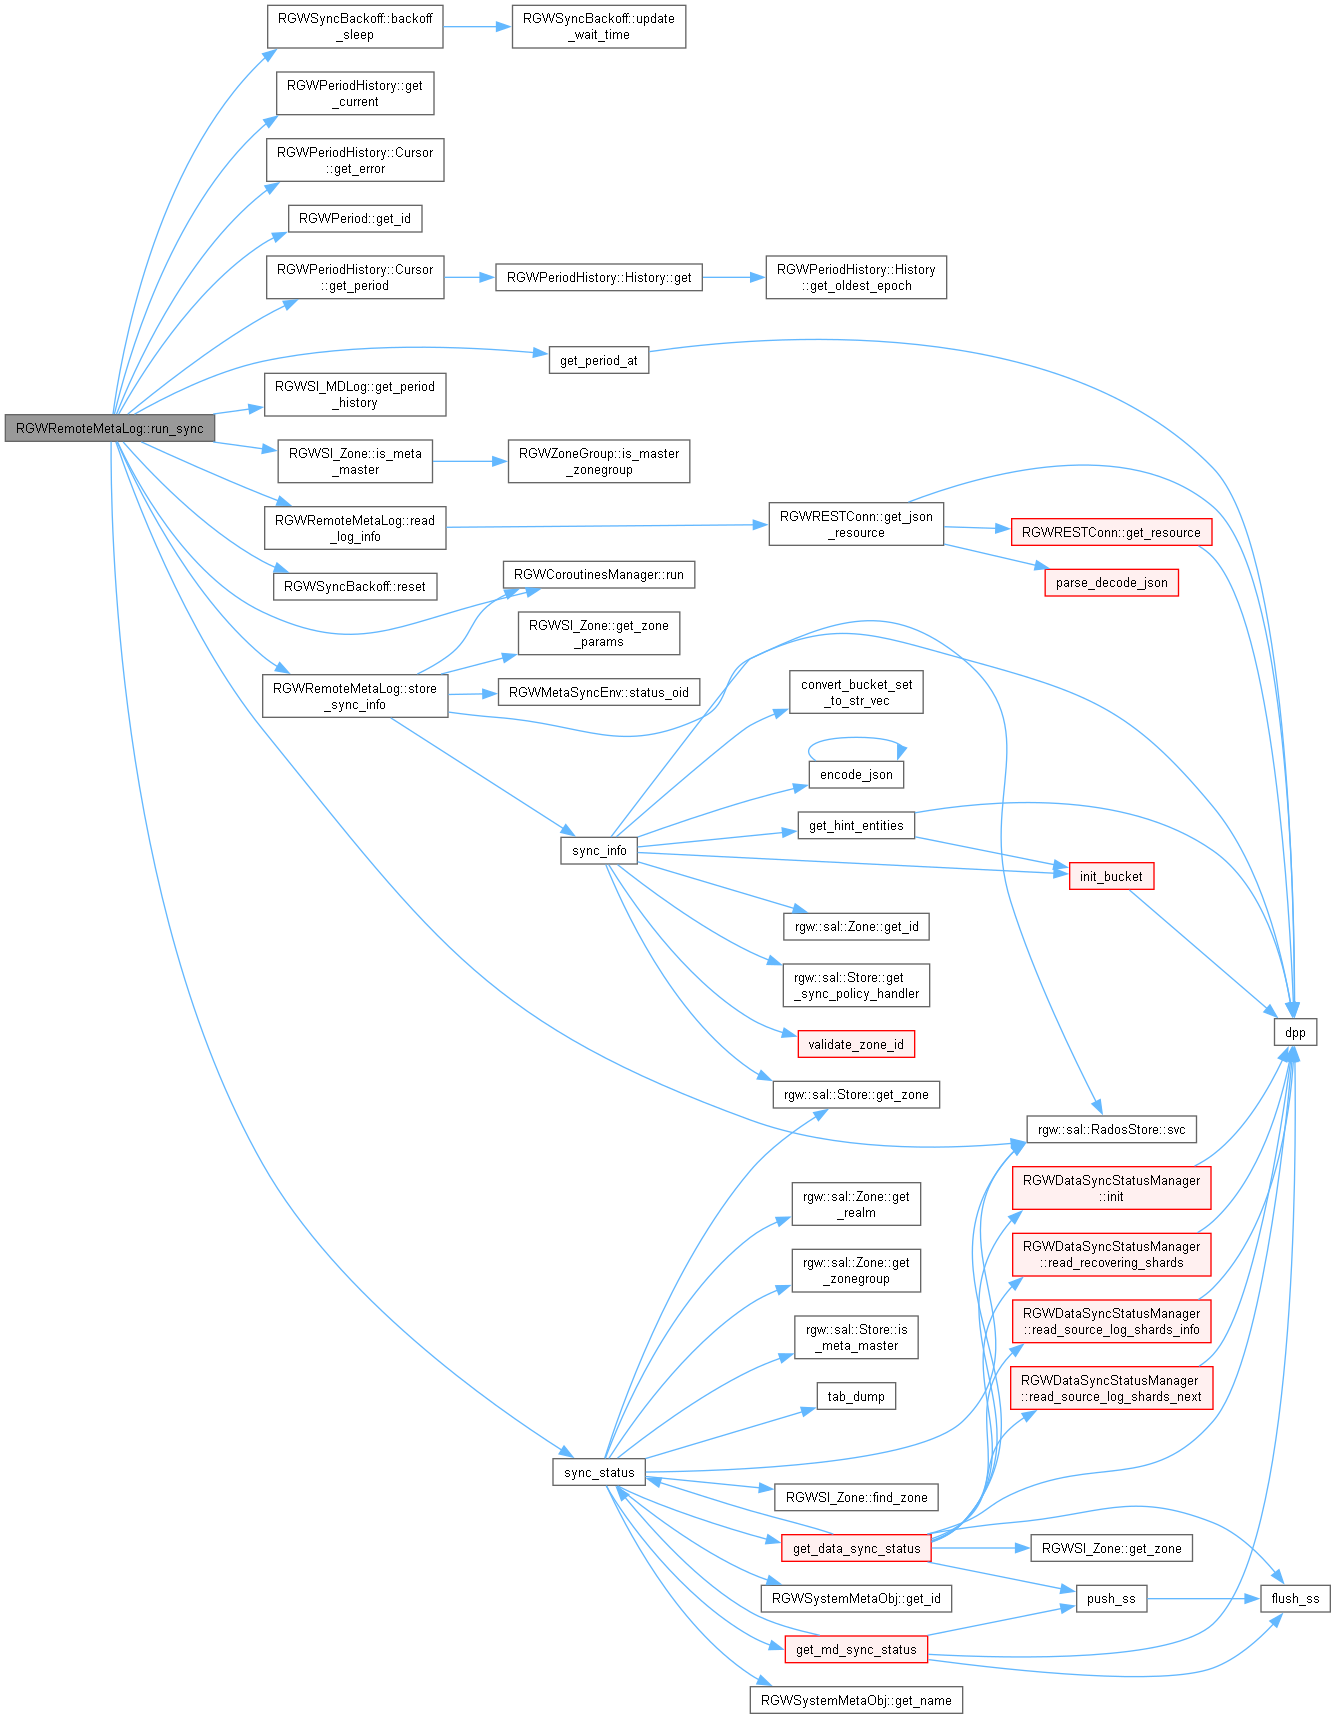 RGWSyncBackoff::backoff
_sleep
RGWSyncBackoff::update
_wait_time
RGWPeriodHistory::get
_current
RGWPeriodHistory::Cursor
::get_error
RGWPeriod::get_id
RGWPeriodHistory::Cursor
::get_period
RGWPeriodHistory::History::get
RGWPeriodHistory::History
::get_oldest_epoch
get_period_at
RGWSI_MDLog::get_period
_history
RGWRemoteMetaLog::run_sync
RGWSI_Zone::is_meta
_master
RGWZoneGroup::is_master
_zonegroup
RGWRemoteMetaLog::read
_log_info
RGWRESTConn::get_json
_resource
RGWRESTConn::get_resource
parse_decode_json
RGWSyncBackoff::reset
RGWCoroutinesManager::run
RGWSI_Zone::get_zone
_params
RGWRemoteMetaLog::store
_sync_info
RGWMetaSyncEnv::status_oid
convert_bucket_set
_to_str_vec
encode_json
get_hint_entities
sync_info
init_bucket
rgw::sal::Zone::get_id
rgw::sal::Store::get
_sync_policy_handler
validate_zone_id
dpp
rgw::sal::Store::get_zone
rgw::sal::RadosStore::svc
RGWDataSyncStatusManager
::init
rgw::sal::Zone::get
_realm
RGWDataSyncStatusManager
::read_recovering_shards
rgw::sal::Zone::get
_zonegroup
RGWDataSyncStatusManager
::read_source_log_shards_info
rgw::sal::Store::is
_meta_master
RGWDataSyncStatusManager
::read_source_log_shards_next
tab_dump
sync_status
RGWSI_Zone::find_zone
get_data_sync_status
RGWSI_Zone::get_zone
RGWSystemMetaObj::get_id
push_ss
flush_ss
get_md_sync_status
RGWSystemMetaObj::get_name